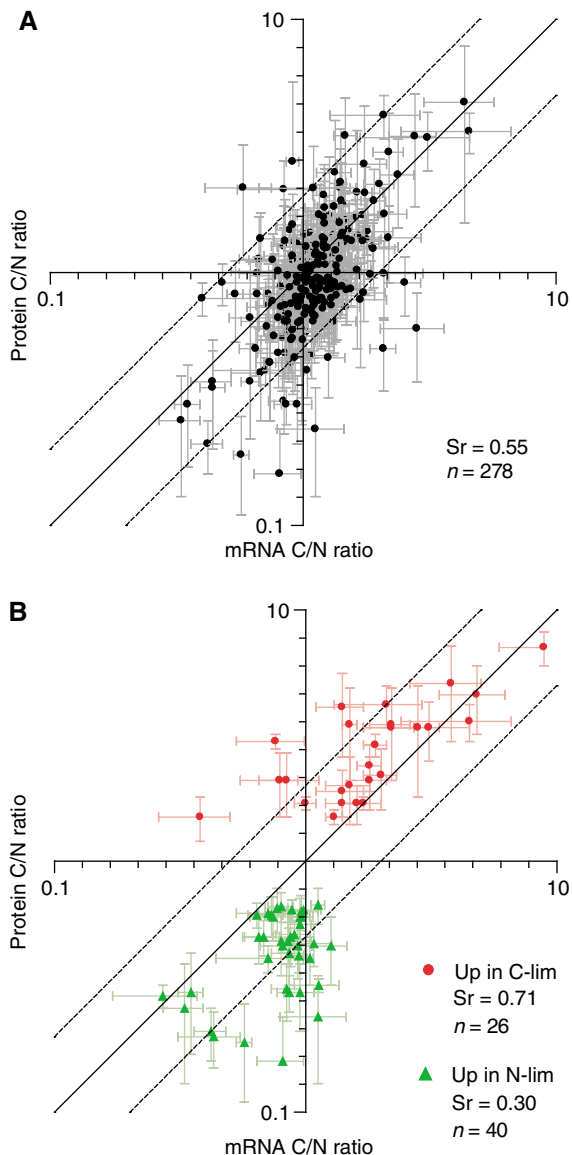 A
10
Protein C/N ratio
0.1
10
Sr = 0.55
n = 278
0.1
mRNA C/N ratio
B
10
Protein C/N ratio
0.1
10
Up in C-lim
Sr = 0.71
n = 26
Up in N-lim
Sr = 0.30
n = 40
0.1
mRNA C/N ratio